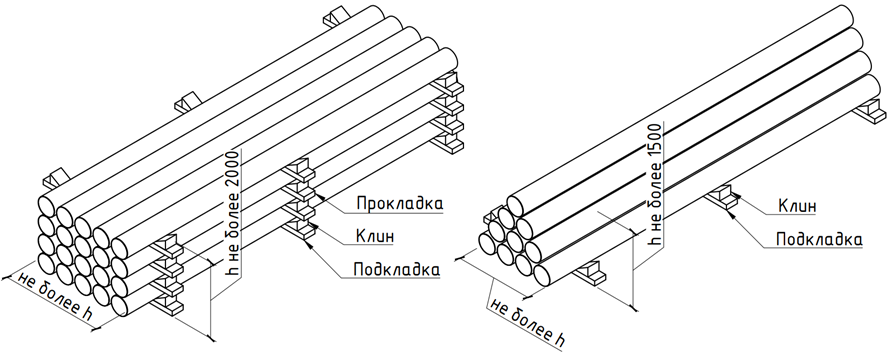 h не более 2000
Прокладка
Клин
Подкладка
не более h
h не более 1500
Клин
Подкладка
не более h